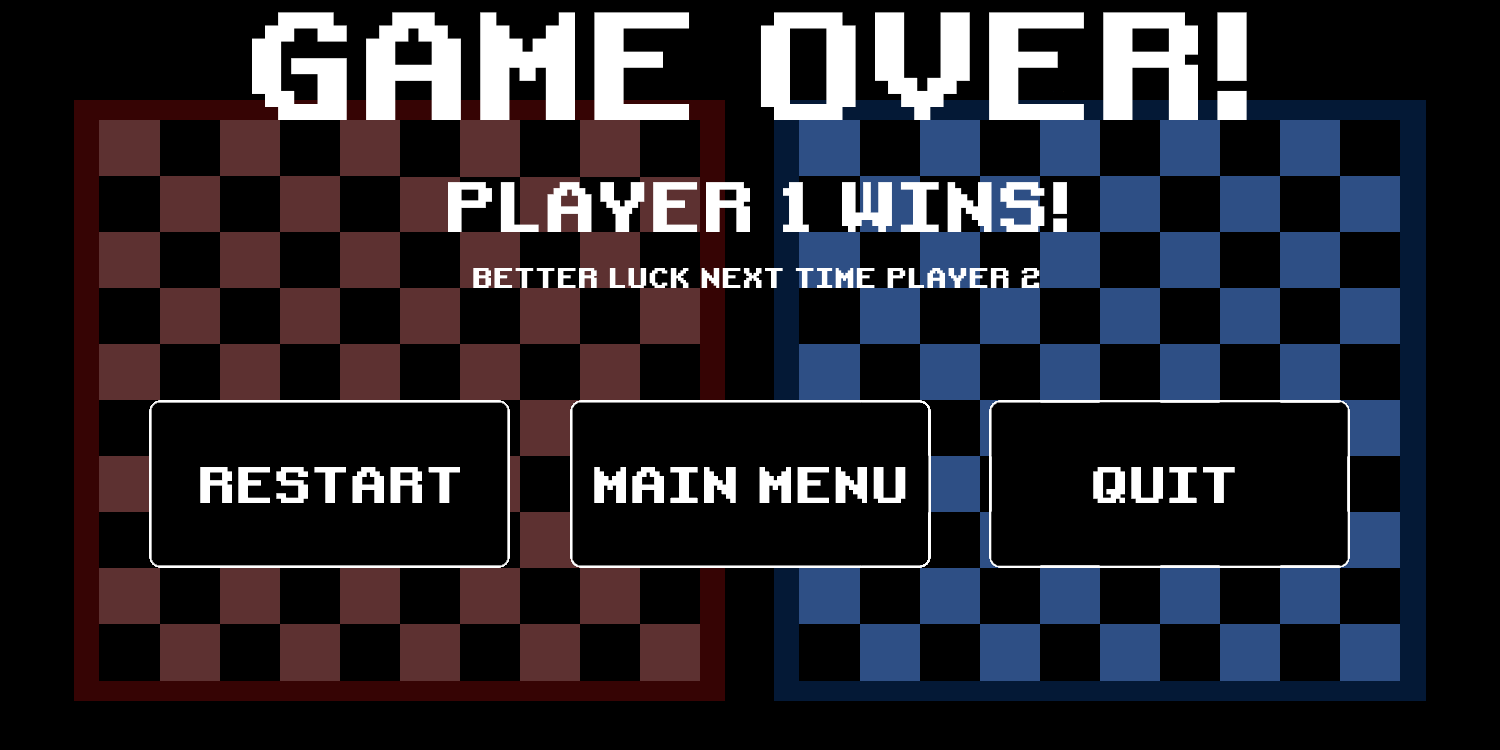 GAME OVER!
PLAYER 1 WINS!
BETTER LUCK NEXT TIME PLAYER 2
RESTART
MAIN MENU
QUIT